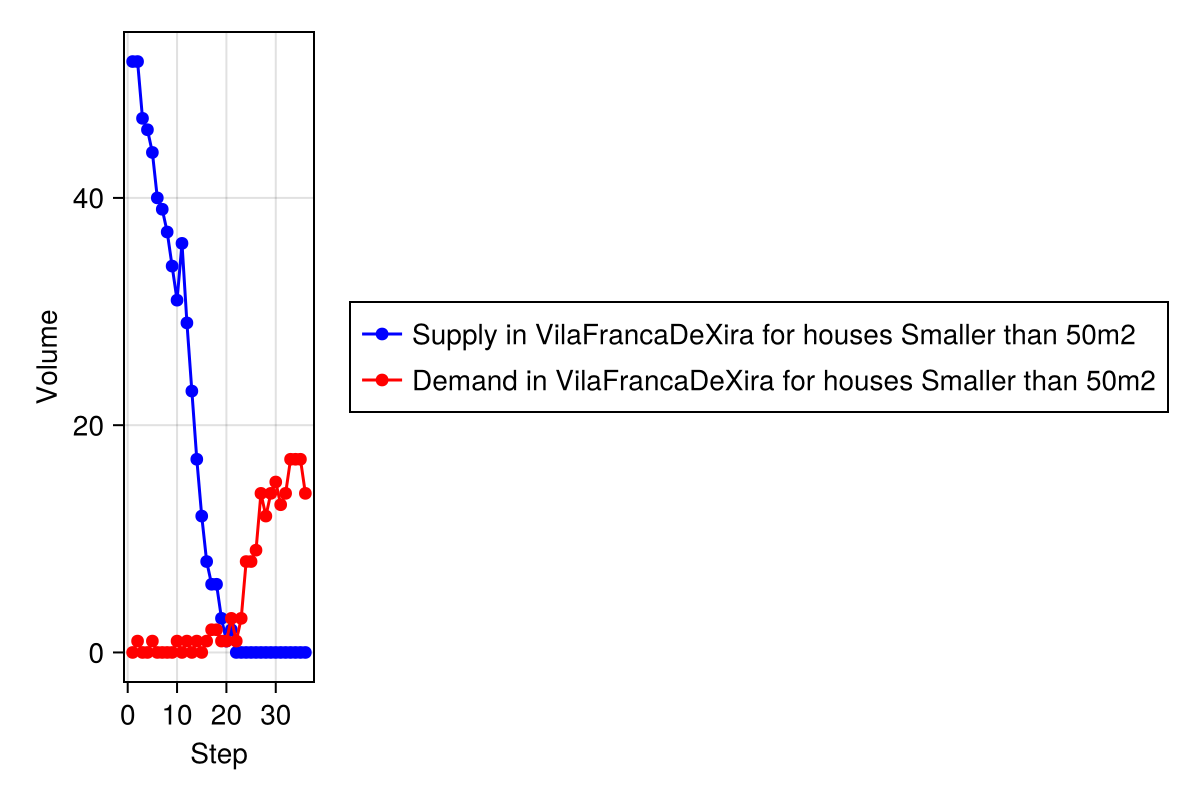 Volume
40
20
0
0 10 20 30
Step
Supply in VilaFrancaDeXira for houses Smaller than 50m2
Demand in VilaFrancaDeXira for houses Smaller than 50m2